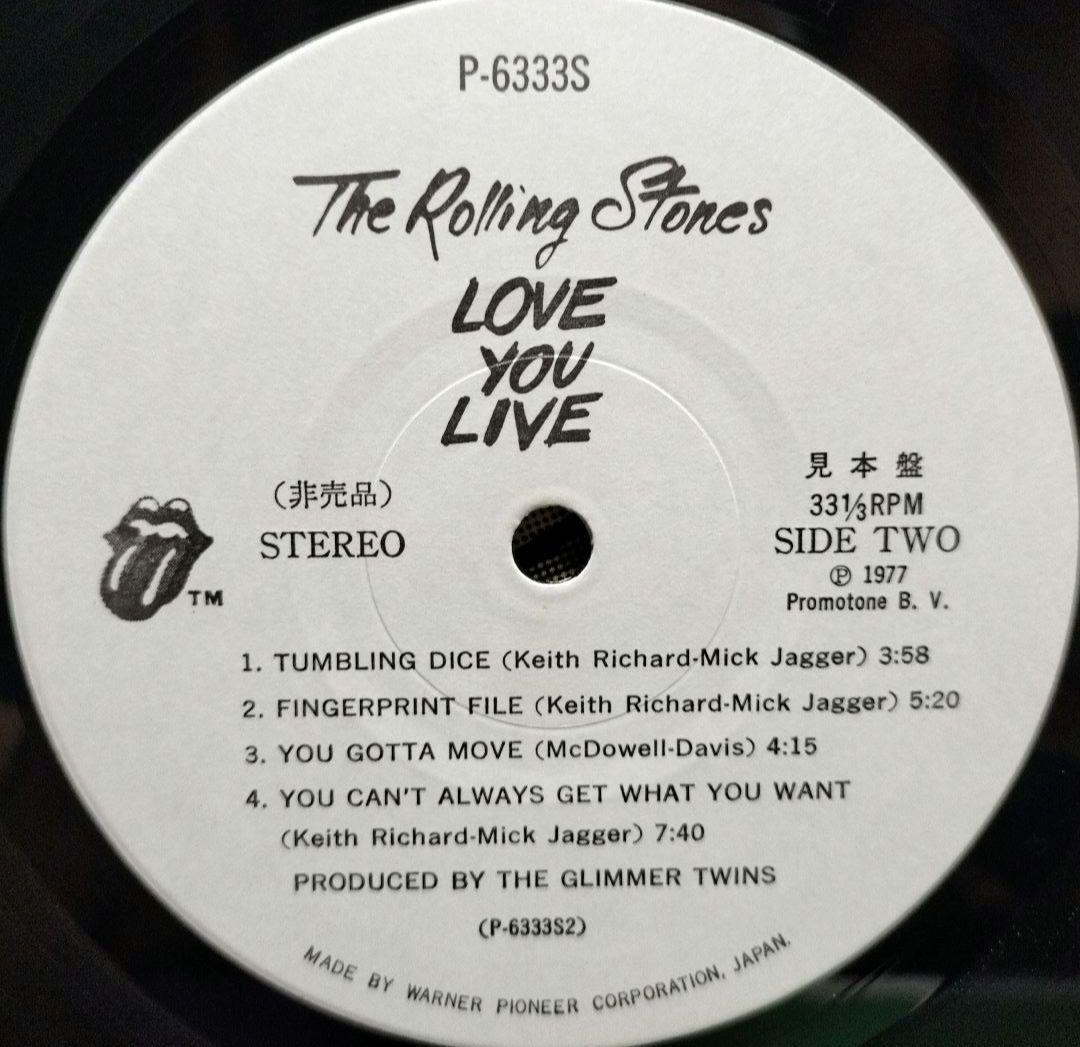 P-6333S
The Rolling Stones
LOVE
YOU
LIVE
(非売品)
STEREO
見本盤
33⅓RPM
SIDE TWO
Ⓟ 1977
Promotone B. V.
TM
1. TUMBLING DICE (Keith Richard-Mick Jagger) 3:58
2. FINGERPRINT FILE (Keith Richard-Mick Jagger) 5:20
3. YOU GOTTA MOVE (McDowell-Davis) 4:15
4. YOU CAN'T ALWAYS GET WHAT YOU WANT
(Keith Richard-Mick Jagger) 7:40
PRODUCED BY THE GLIMMER TWINS
(P-6333S2)
MADE BY WARNER PIONEER CORPORATION, JAPAN.